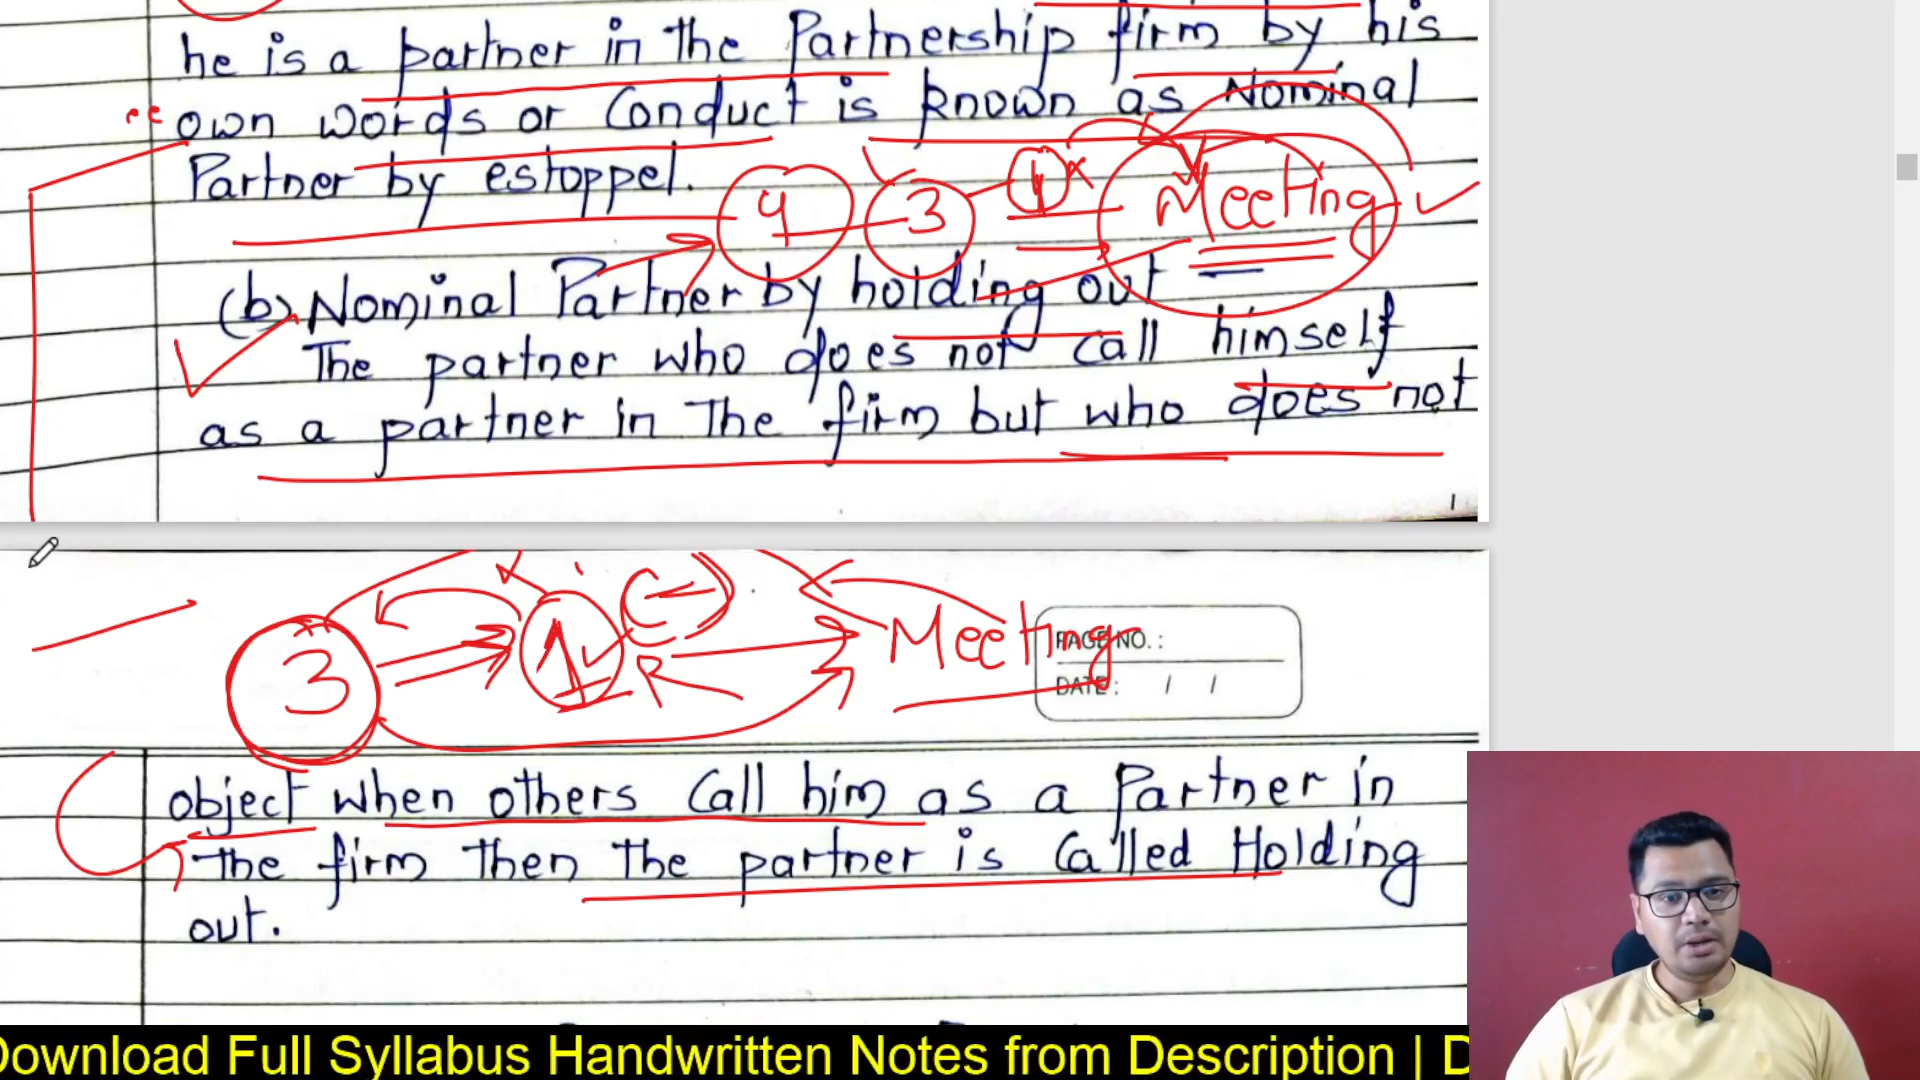 he is a partner in the Partnership firm by his
own words or Conduct is known as Nominal
Partner by estoppel.
4 3 1 Meeting
(b) Nominal Partner by holding out —
The partner who does not call himself
as a partner in the firm but who does not
1
3 1 Meeting
PAGE NO. :
DATE : / /
object when others Call him as a Partner in
the firm then the partner is Called Holding
out.
Download Full Syllabus Handwritten Notes from Description | D